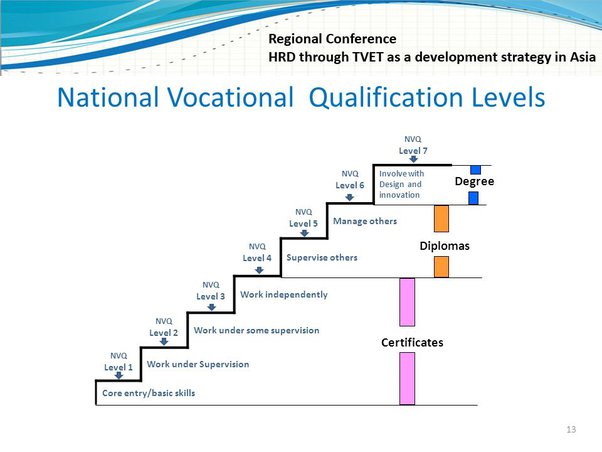 Regional Conference
HRD through TVET as a development strategy in Asia
National Vocational Qualification Levels
NVQ
Level 7
Involve with
Design and
innovation
Degree
NVQ
Level 6
Manage others
NVQ
Level 5
Diplomas
Supervise others
NVQ
Level 4
Work independently
NVQ
Level 3
Work under some supervision
Certificates
NVQ
Level 2
Work under Supervision
NVQ
Level 1
Core entry/basic skills
13